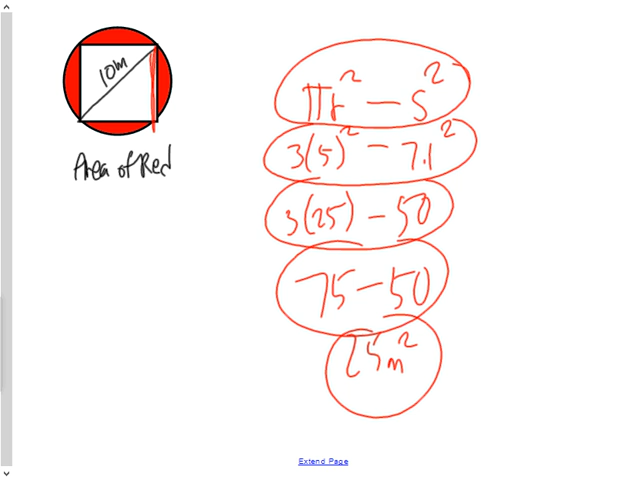 10m
Area of Red
πr² - s²
3(5)² - 7.1²
3(25) - 50
75 - 50
25m²
Extend Page